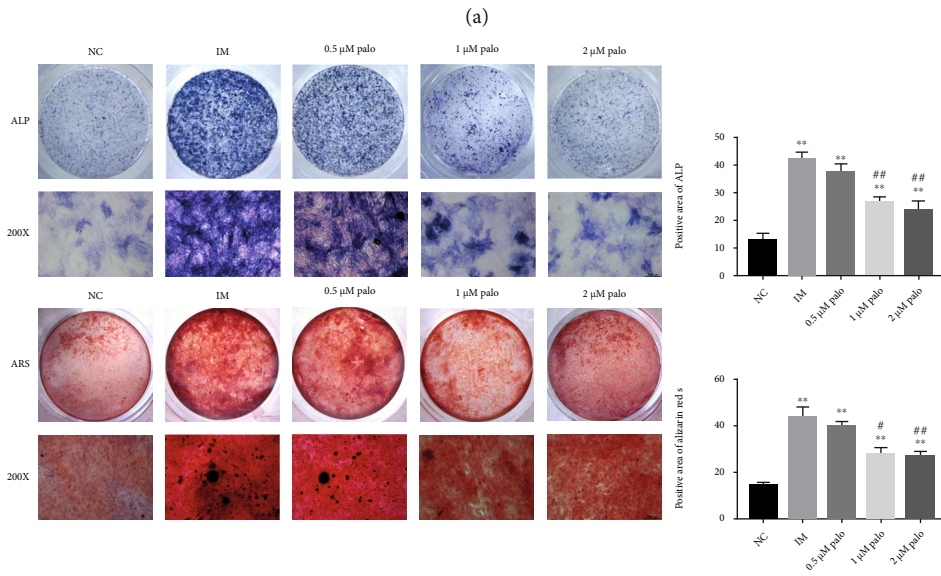 (a)
NC IM 0.5 μM palo 1 μM palo 2 μM palo
ALP
200X
NC IM 0.5 μM palo 1 μM palo 2 μM palo
ARS
200X
Positive area of ALP
50
40
30
20
10
0
** ** ## ** ## **
NC IM 0.5 μM palo 1 μM palo 2 μM palo
Positive area of alizarin red s
60
40
20
0
** ** # ** ## **
NC IM 0.5 μM palo 1 μM palo 2 μM palo